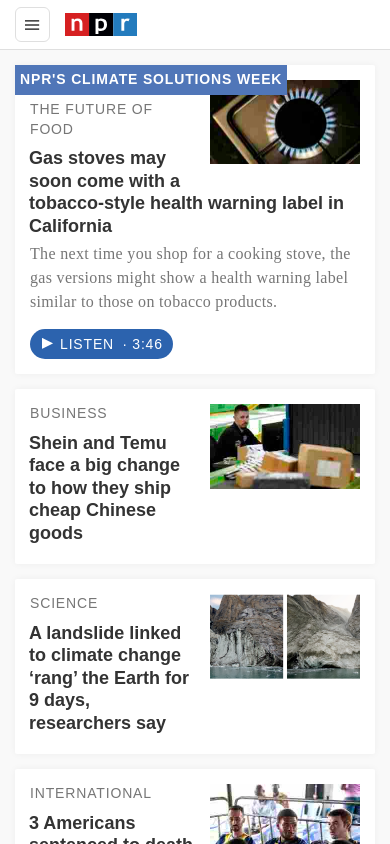 npr
NPR'S CLIMATE SOLUTIONS WEEK
THE FUTURE OF
FOOD
Gas stoves may
soon come with a
tobacco-style health warning label in
California
The next time you shop for a cooking stove, the
gas versions might show a health warning label
similar to those on tobacco products.
LISTEN · 3:46
BUSINESS
Shein and Temu
face a big change
to how they ship
cheap Chinese
goods
SCIENCE
A landslide linked
to climate change
‘rang’ the Earth for
9 days,
researchers say
INTERNATIONAL
3 Americans
sentenced to death